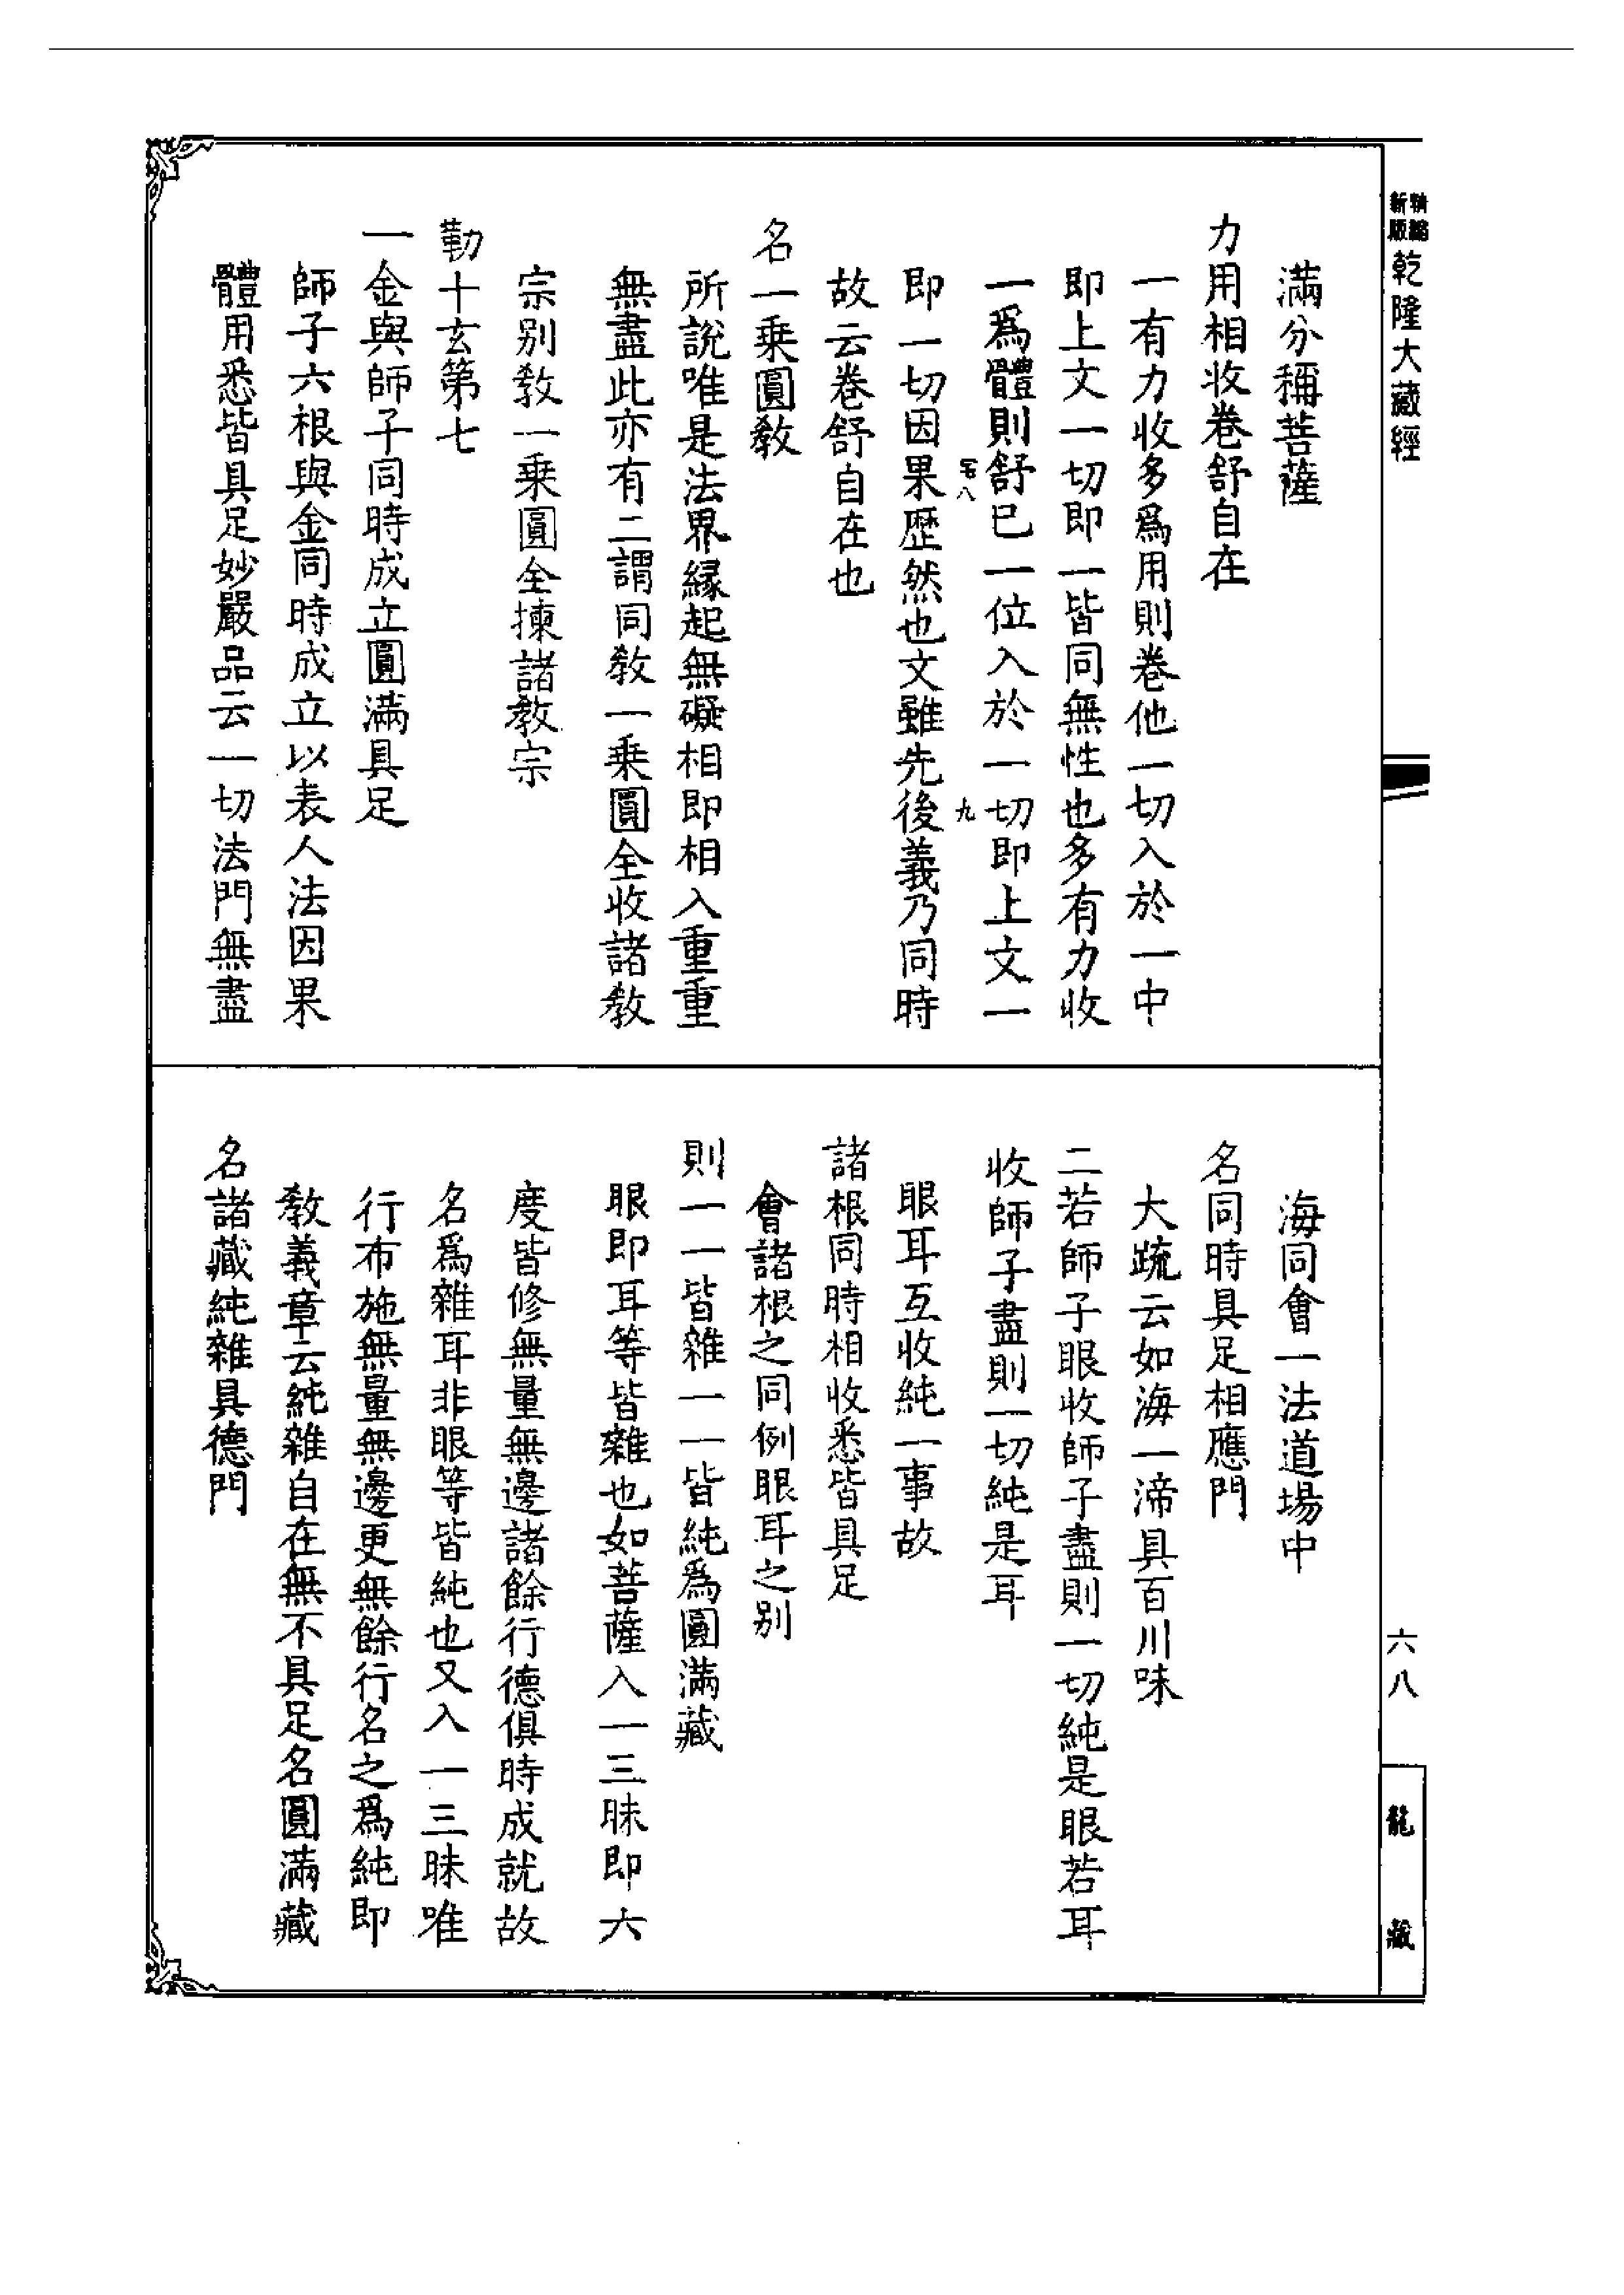 精縮新版
乾隆大藏經
六八
龍藏
滿分稱菩薩
力用相收卷舒自在
一有力收多爲用則卷他一切入於一中
即上文一切即一皆同無性也多有力收
一爲體則舒已一位入於一切即上文一
九
即一切因果歷然也文雖先後義乃同時
故云卷舒自在也
名一乘圓教
所說唯是法界緣起無礙相即相入重重
無盡此亦有二謂同教一乘圓全收諸教
宗别教一乘圓全揀諸教宗
勒十玄第七
一金與師子同時成立圓滿具足
師子六根與金同時成立以表人法因果
體用悉皆具足妙嚴品云一切法門無盡
海同會一法道場中
名同時具足相應門
大疏云如海一渧具百川味
二若師子眼收師子盡則一切純是眼若耳
收師子盡則一切純是耳
眼耳互收純一事故
諸根同時相收悉皆具足
會諸根之同例眼耳之别
則一一皆雜一一皆純爲圓滿藏
眼即耳等皆雜也如菩薩入一三昧即六
度皆修無量無邊諸餘行德俱時成就故
名爲雜耳非眼等皆純也又入一三昧唯
行布施無量無邊更無餘行名之爲純即
教義章云純雜自在無不具足名圓滿藏
名諸藏純雜具德門